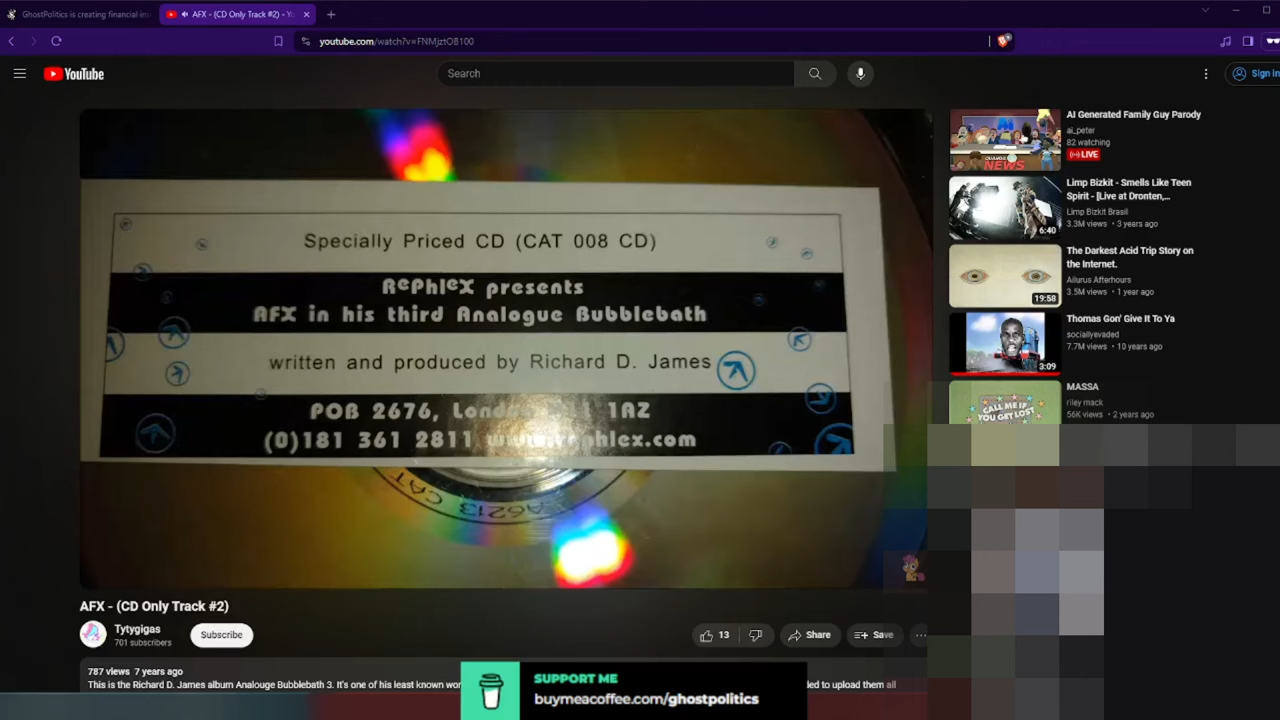 GhostPolitics is creating financial
AFX - (CD Only Track #2) - Yo
youtube.com/watch?v=FNMjztOB100
YouTube
Search
Sign in
Specially Priced CD (CAT 008 CD)
RePhleX presents
AFX in his third Analogue Bubblebath
written and produced by Richard D. James
POB 2676, 1AZ
(0)181 361 2811
A6213 CAT
AI Generated Family Guy Parody
ai_peter
82 watching
LIVE
NEWS
Limp Bizkit - Smells Like Teen
Spirit - [Live at Dronten,...
Limp Bizkit Brasil
3.3M views • 3 years ago
6:40
The Darkest Acid Trip Story on
the Internet.
Ailurus Afterhours
3.5M views • 1 year ago
19:58
Thomas Gon' Give It To Ya
sociallyevaded
7.7M views • 10 years ago
3:09
MASSA
riley mack
56K views • 2 years ago
CALL ME IF
YOU GET LOST
AFX - (CD Only Track #2)
Tytygigas
701 subscribers
Subscribe
13
Share
Save
787 views 7 years ago
This is the Richard D. James album Analouge Bubblebath 3. It's one of his least known
to upload them all
SUPPORT ME
buymeacoffee.com/ghostpolitics